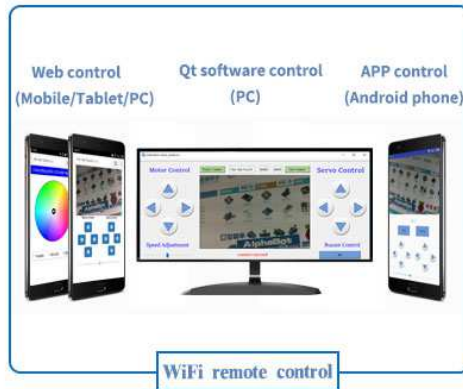 Web control
(Mobile/Tablet/PC)
Qt software control
(PC)
APP control
(Android phone)
Motor Control
Servo Control
AlphaBot
Speed Adjustment
Buzzer Control
WiFi remote control